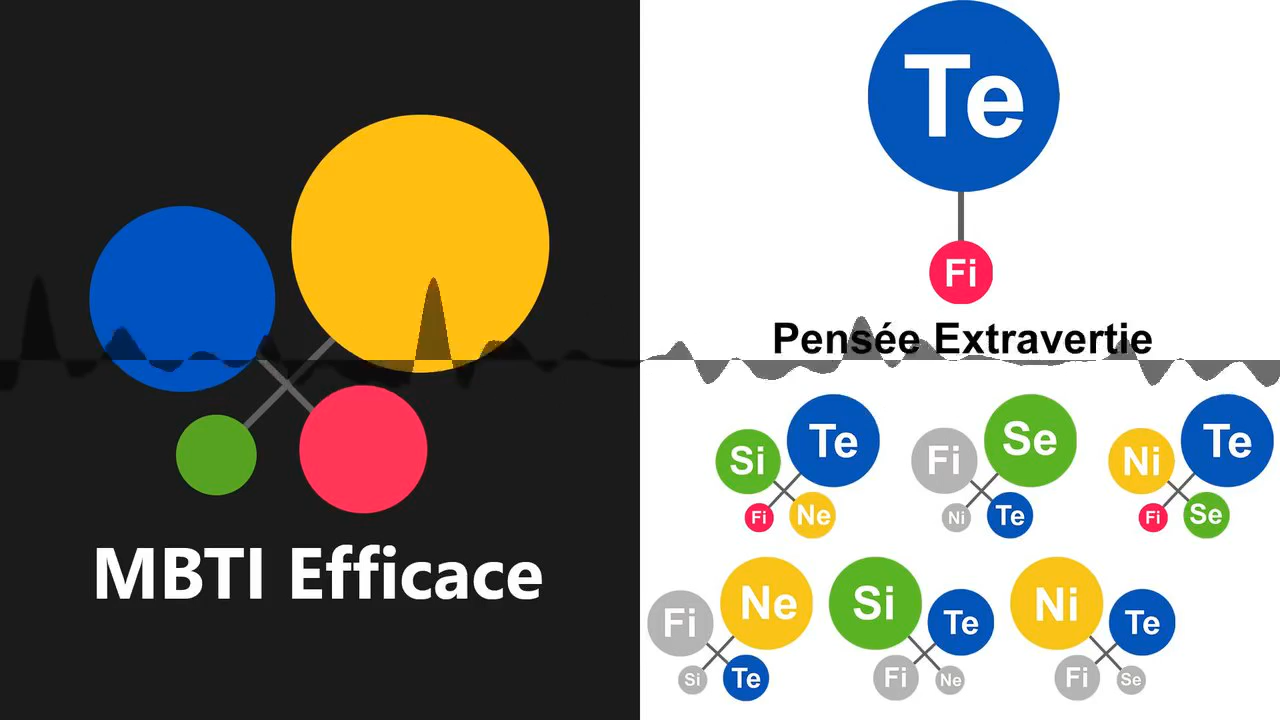 MBTI Efficace
Te
Fi
Pensée Extravertie
Si Te
Fi Ne
Fi Se
Ni Te
Ni Te
Fi Se
Fi Ne
Si Te
Si Te
Fi Ne
Ni Te
Fi Se